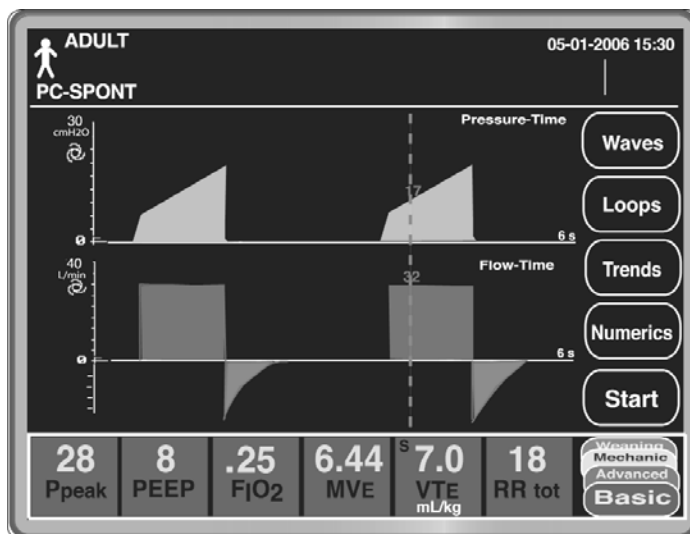 ADULT
05-01-2006 15:30
PC-SPONT
30
cmH2O
Pressure-Time
Waves
17
0
6 s
Loops
40
L/min
Flow-Time
32
Trends
0
6 s
Numerics
Start
28 8 .25 6.44 s 7.0 18
Ppeak PEEP FIO2 MVE VTE RR tot
mL/kg
Weaning
Mechanic
Advanced
Basic